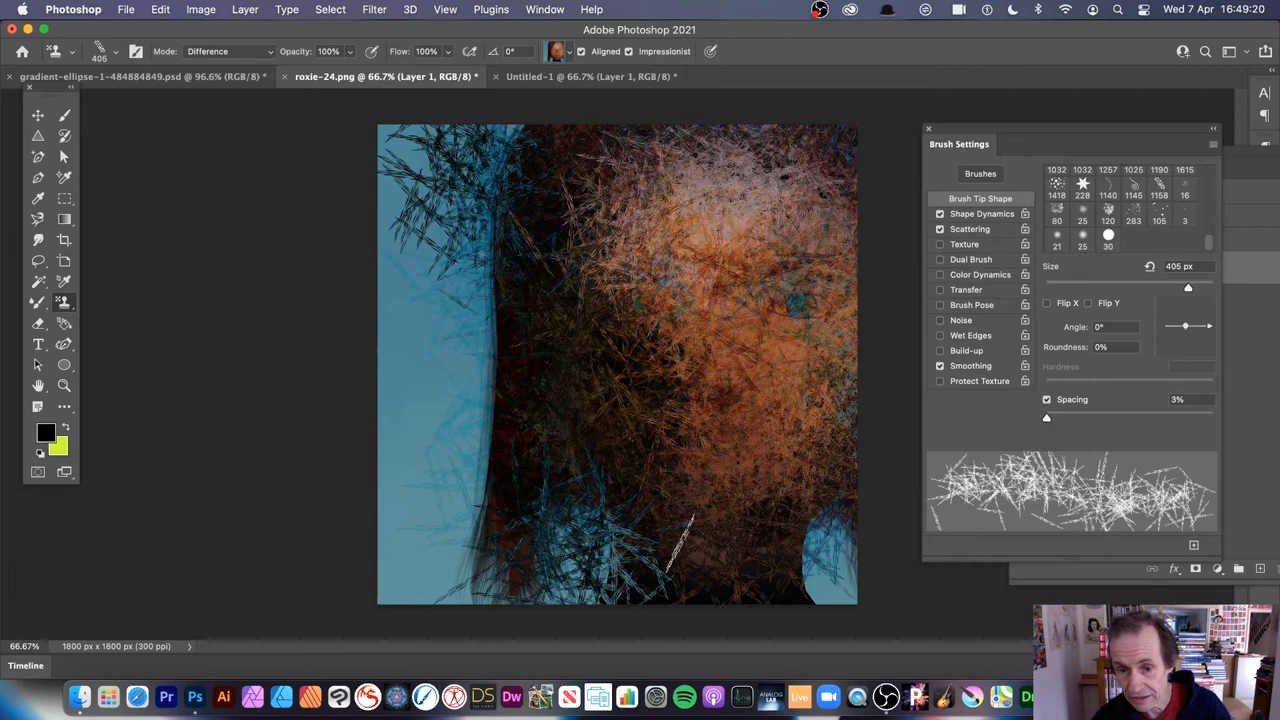 Photoshop File Edit Image Layer Type Select Filter 3D View Plugins Window Help Wed 7 Apr 16:49:20
Adobe Photoshop 2021
405 Mode: Difference Opacity: 100% Flow: 100% 0° Aligned Impressionist
gradient-ellipse-1-484884849.psd @ 96.6% (RGB/8) * roxie-24.png @ 66.7% (Layer 1, RGB/8) * Untitled-1 @ 66.7% (Layer 1, RGB/8) *
Brush Settings
Brushes
1032 1032 1257 1025 1615
1418 228 1140 1145 1158 16
80 25 120 283 105 3
21 25 30
Brush Tip Shape
Shape Dynamics
Scattering
Texture
Dual Brush
Color Dynamics
Transfer
Brush Pose
Noise
Wet Edges
Build-up
Smoothing
Protect Texture
Size 405 px
Flip X Flip Y
Angle: 0°
Roundness: 0%
Hardness
Spacing 3%
66.67% 1800 px x 1800 px (300 ppi)
Timeline
Pr Ps Ai DS Dw ANALOG LAB Live